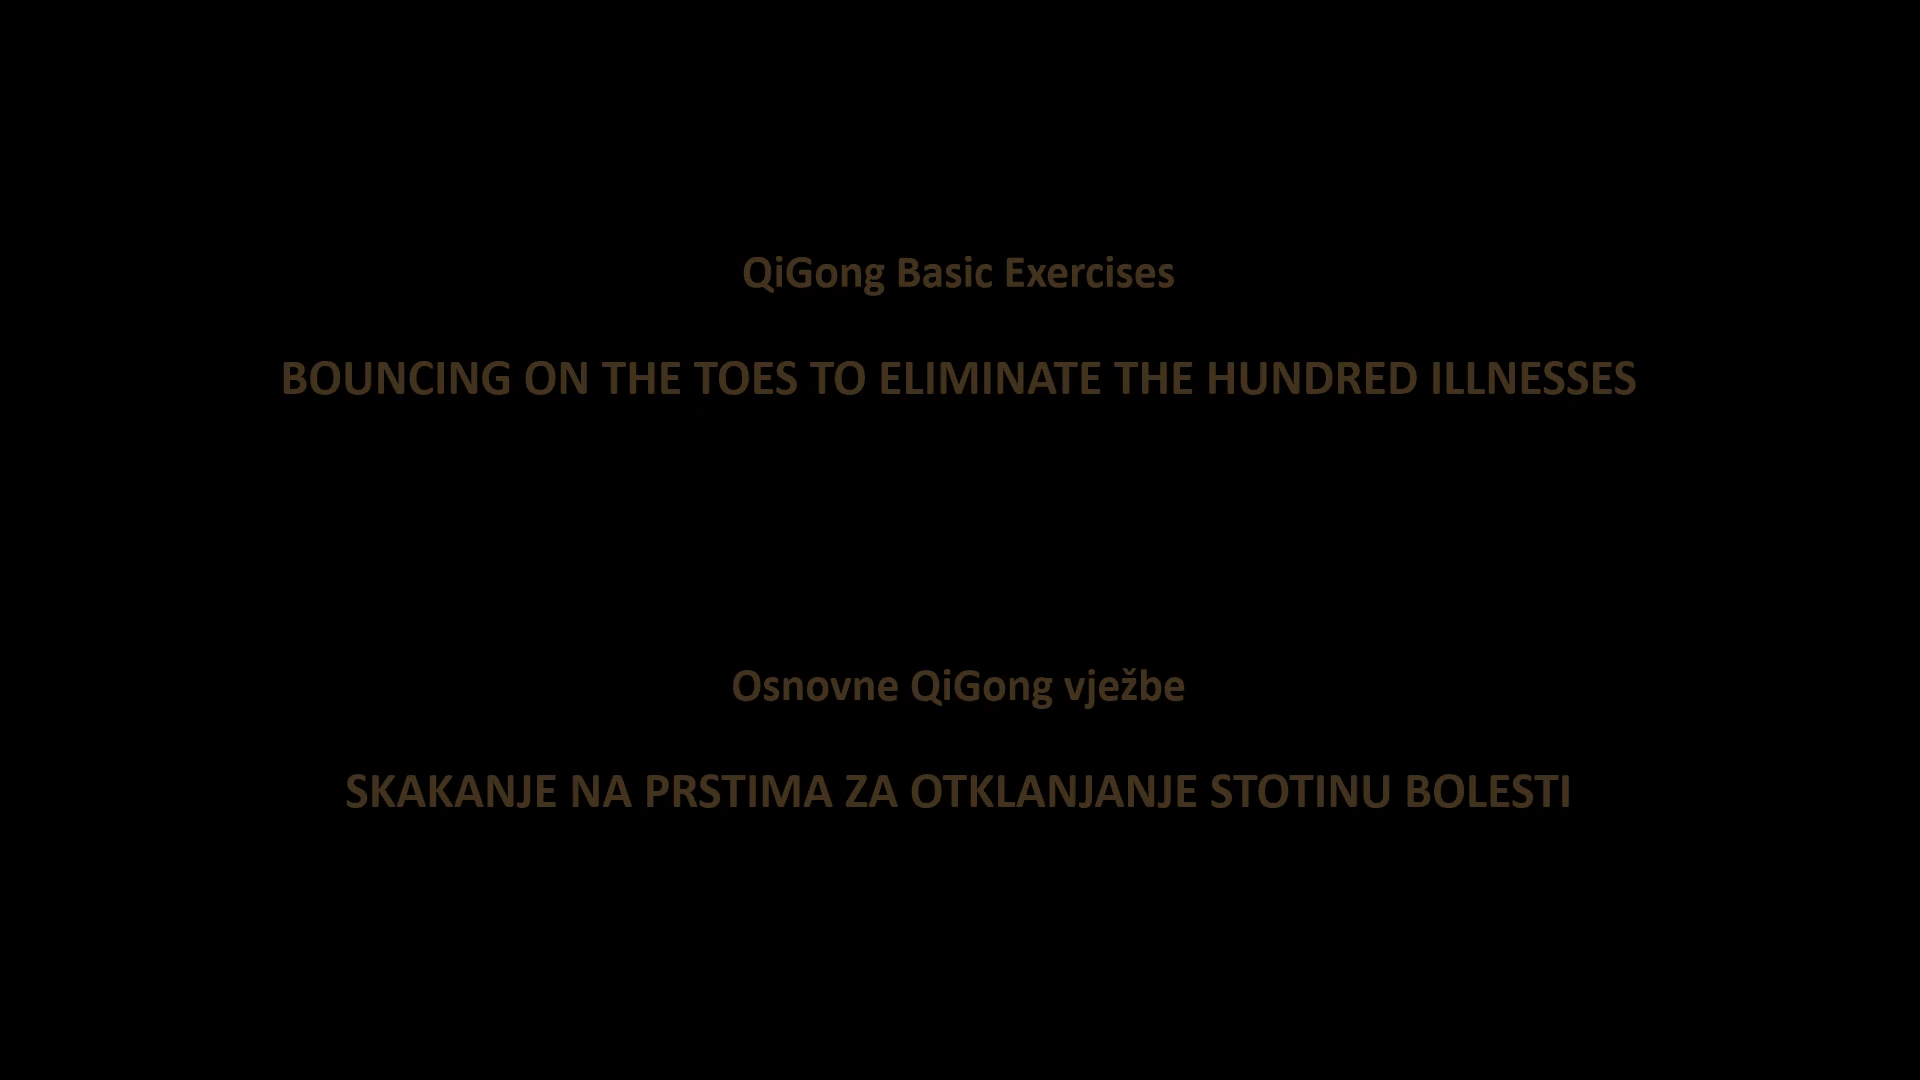 QiGong Basic Exercises
BOUNCING ON THE TOES TO ELIMINATE THE HUNDRED ILLNESSES
Osnovne QiGong vježbe
SKAKANJE NA PRSTIMA ZA OTKLANJANJE STOTINU BOLESTI